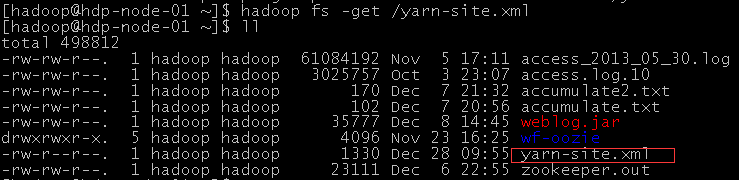 [hadoop@hdp-node-01 ~]$ hadoop fs -get /yarn-site.xml
[hadoop@hdp-node-01 ~]$ ll
total 498812
-rw-rw-r--. 1 hadoop hadoop 61084192 Nov 5 17:11 access_2013_05_30.log
-rw-rw-r--. 1 hadoop hadoop 3025757 Oct 3 23:07 access.log.10
-rw-rw-r--. 1 hadoop hadoop 170 Dec 7 21:32 accumulate2.txt
-rw-rw-r--. 1 hadoop hadoop 102 Dec 7 20:56 accumulate.txt
-rw-rw-r--. 1 hadoop hadoop 35777 Dec 8 14:45 weblog.jar
drwxrwxr-x. 5 hadoop hadoop 4096 Nov 23 16:25 wf-oozie
-rw-r--r--. 1 hadoop hadoop 1330 Dec 28 09:55 yarn-site.xml
-rw-rw-r--. 1 hadoop hadoop 23111 Dec 6 22:55 zookeeper.out